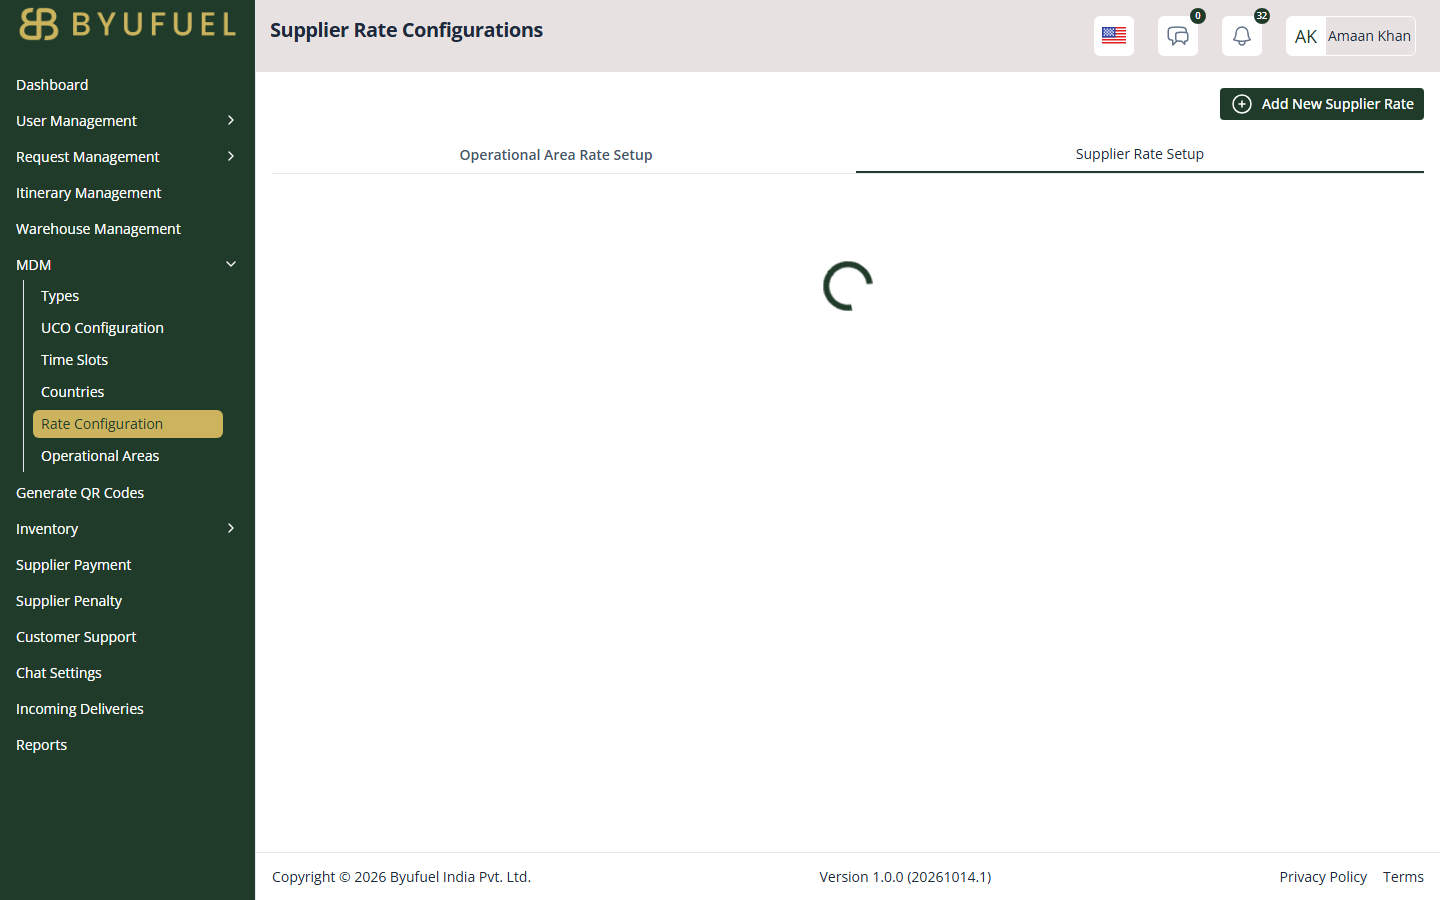 BYUFUEL
Supplier Rate Configurations
0
32
AK
Amaan Khan
Dashboard
User Management
Request Management
Itinerary Management
Warehouse Management
MDM
Types
UCO Configuration
Time Slots
Countries
Rate Configuration
Operational Areas
Generate QR Codes
Inventory
Supplier Payment
Supplier Penalty
Customer Support
Chat Settings
Incoming Deliveries
Reports
Add New Supplier Rate
Operational Area Rate Setup
Supplier Rate Setup
Copyright © 2026 Byufuel India Pvt. Ltd.
Version 1.0.0 (20261014.1)
Privacy Policy
Terms